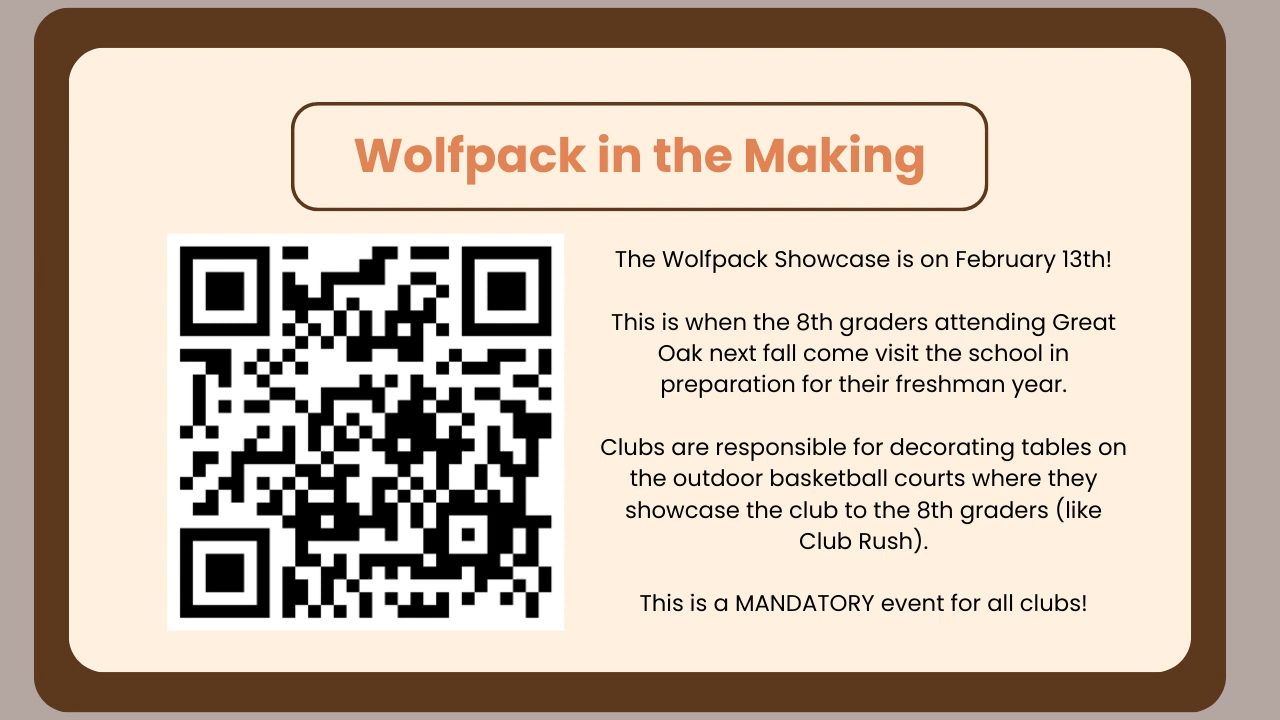 Wolfpack in the Making
The Wolfpack Showcase is on February 13th!
This is when the 8th graders attending Great
Oak next fall come visit the school in
preparation for their freshman year.
Clubs are responsible for decorating tables on
the outdoor basketball courts where they
showcase the club to the 8th graders (like
Club Rush).
This is a MANDATORY event for all clubs!